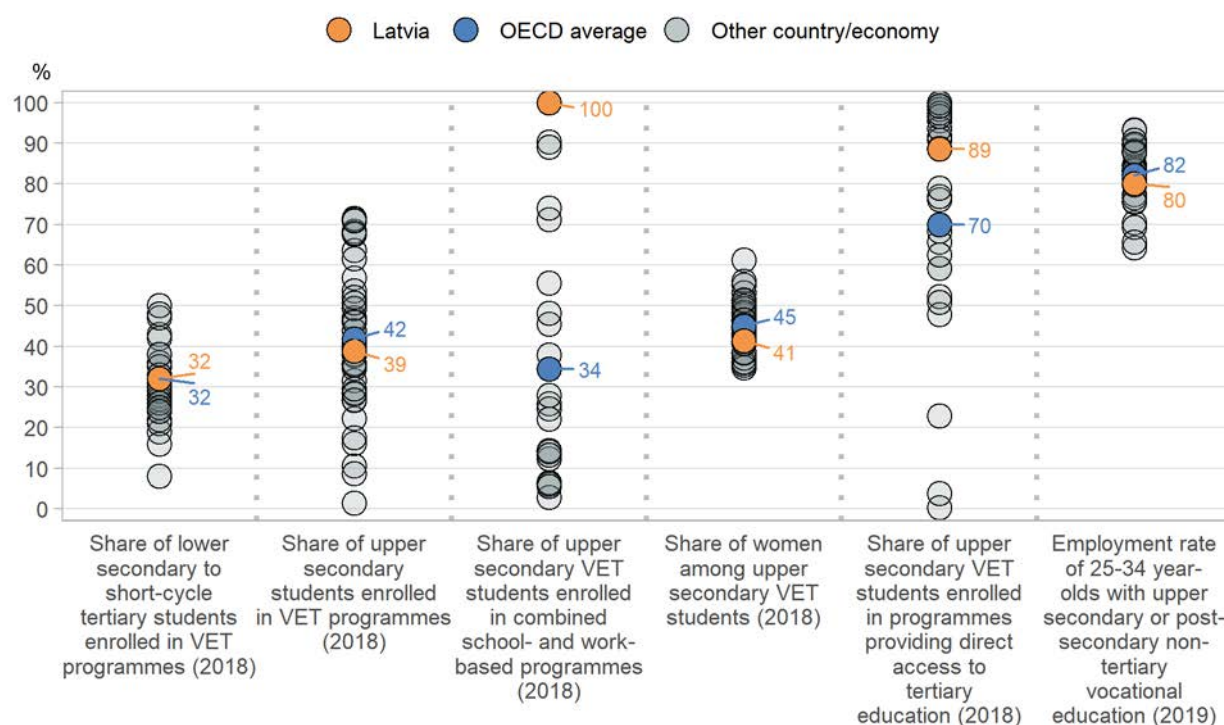 Latvia OECD average Other country/economy
%
100
90
80
70
60
50
40
30
20
10
0
32
32
42
39
100
34
45
41
89
70
82
80
Share of lower
secondary to
short-cycle
tertiary students
enrolled in VET
programmes (2018)
Share of upper
secondary
students enrolled
in VET programmes
(2018)
Share of upper
secondary VET
students enrolled
in combined
school- and work-
based programmes
(2018)
Share of women
among upper
secondary VET
students (2018)
Share of upper
secondary VET
students enrolled
in programmes
providing direct
access to
tertiary
education (2018)
Employment rate
of 25-34 year-
olds with upper
secondary or post-
secondary non-
tertiary
vocational
education (2019)